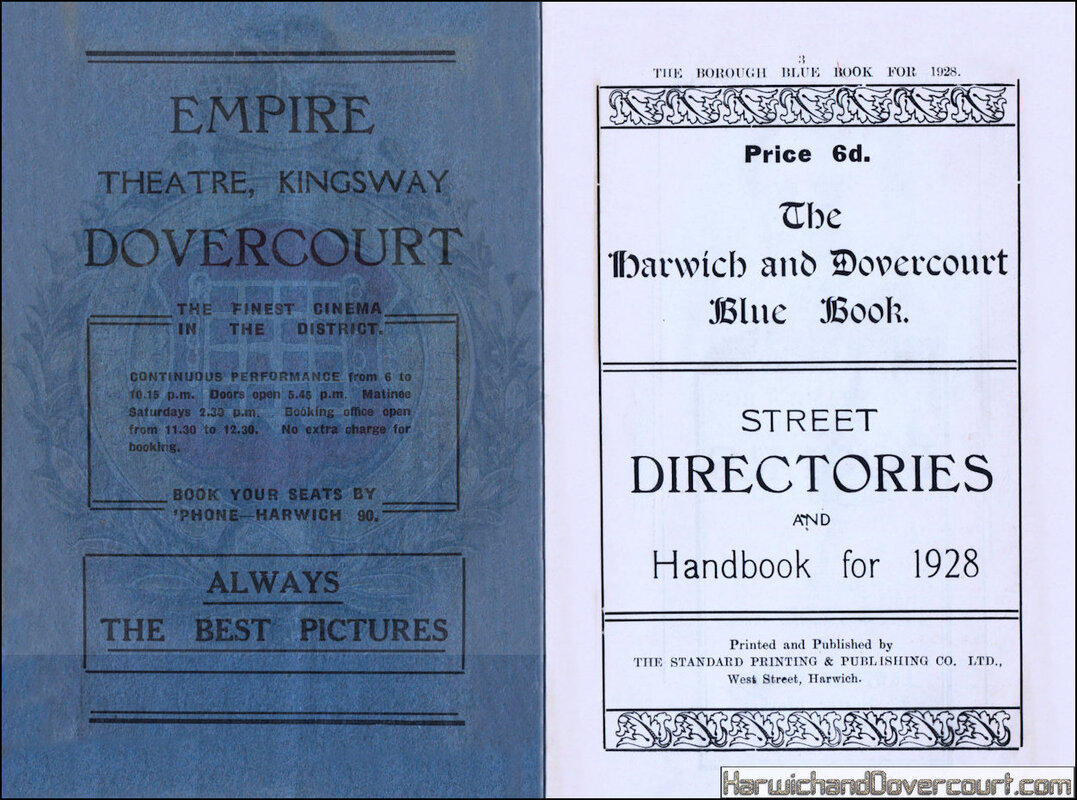 EMPIRE
THEATRE, KINGSWAY
DOVERCOURT
THE FINEST CINEMA
IN THE DISTRICT.
CONTINUOUS PERFORMANCE from 6 to
10.15 p.m. Doors open 5.45 p.m. Matinee
Saturdays 2.30 p.m. Booking office open
from 11.30 to 12.30. No extra charge for
booking.
BOOK YOUR SEATS BY
'PHONE—HARWICH 90.
ALWAYS
THE BEST PICTURES
3
THE BOROUGH BLUE BOOK FOR 1928.
Price 6d.
The
Harwich and Dovercourt
Blue Book.
STREET
DIRECTORIES
AND
Handbook for 1928
Printed and Published by
THE STANDARD PRINTING & PUBLISHING CO. LTD.,
West Street, Harwich.
HarwichandDovercourt.com